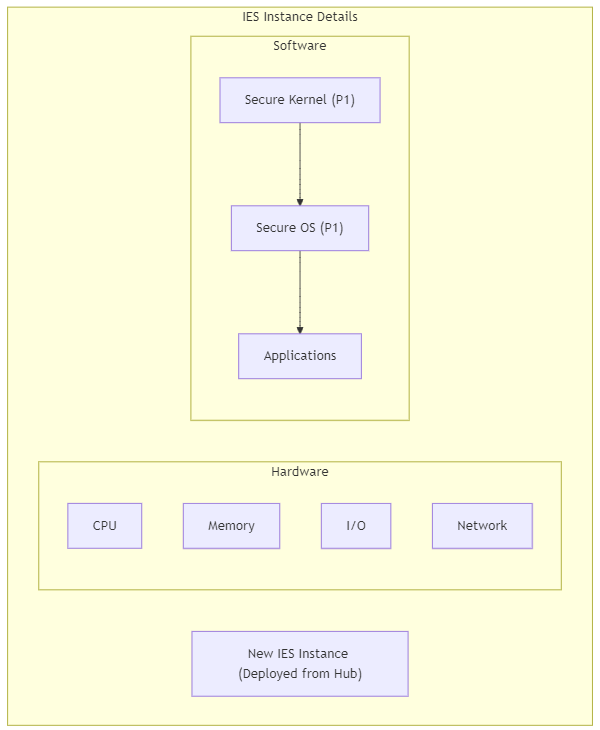 IES Instance Details
Software
Secure Kernel (P1)
Secure OS (P1)
Applications
Hardware
CPU
Memory
I/O
Network
New IES Instance
(Deployed from Hub)